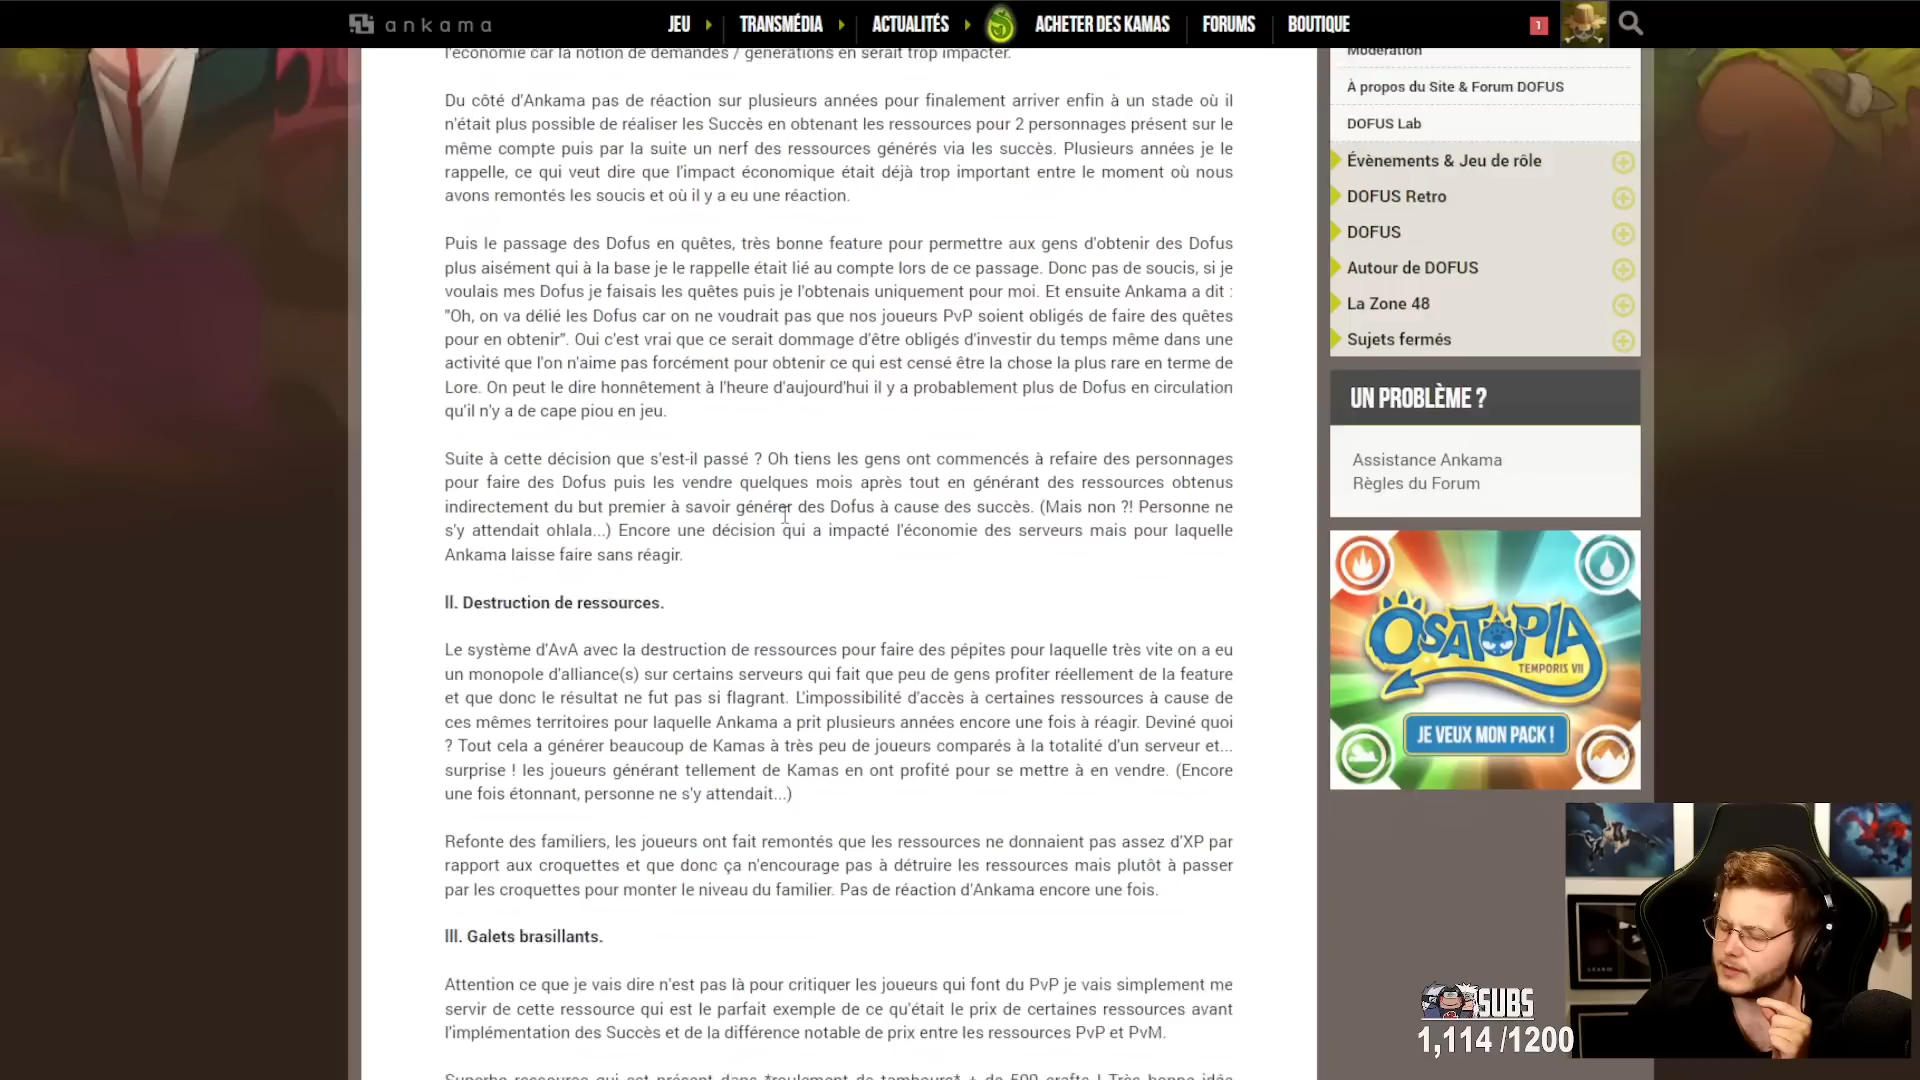 ankama
JEU
TRANSMÉDIA
ACTUALITÉS
ACHETER DES KAMAS
FORUMS
BOUTIQUE
1
l'économie car la notion de demandes / générations en serait trop impacter.
Du côté d'Ankama pas de réaction sur plusieurs années pour finalement arriver enfin à un stade où il
n'était plus possible de réaliser les Succès en obtenant les ressources pour 2 personnages présent sur le
même compte puis par la suite un nerf des ressources générés via les succès. Plusieurs années je le
rappelle, ce qui veut dire que l'impact économique était déjà trop important entre le moment où nous
avons remontés les soucis et où il y a eu une réaction.
Puis le passage des Dofus en quêtes, très bonne feature pour permettre aux gens d'obtenir des Dofus
plus aisément qui à la base je le rappelle était lié au compte lors de ce passage. Donc pas de soucis, si je
voulais mes Dofus je faisais les quêtes puis je l'obtenais uniquement pour moi. Et ensuite Ankama a dit :
"Oh, on va délié les Dofus car on ne voudrait pas que nos joueurs PvP soient obligés de faire des quêtes
pour en obtenir". Oui c'est vrai que ce serait dommage d'être obligés d'investir du temps même dans une
activité que l'on n'aime pas forcément pour obtenir ce qui est censé être la chose la plus rare en terme de
Lore. On peut le dire honnêtement à l'heure d'aujourd'hui il y a probablement plus de Dofus en circulation
qu'il n'y a de cape piou en jeu.
Suite à cette décision que s'est-il passé ? Oh tiens les gens ont commencés à refaire des personnages
pour faire des Dofus puis les vendre quelques mois après tout en générant des ressources obtenus
indirectement du but premier à savoir générer des Dofus à cause des succès. (Mais non ?! Personne ne
s'y attendait ohlala...) Encore une décision qui a impacté l'économie des serveurs mais pour laquelle
Ankama laisse faire sans réagir.
II. Destruction de ressources.
Le système d'AvA avec la destruction de ressources pour faire des pépites pour laquelle très vite on a eu
un monopole d'alliance(s) sur certains serveurs qui fait que peu de gens profiter réellement de la feature
et que donc le résultat ne fut pas si flagrant. L'impossibilité d'accès à certaines ressources à cause de
ces mêmes territoires pour laquelle Ankama a prit plusieurs années encore une fois à réagir. Deviné quoi
? Tout cela a générer beaucoup de Kamas à très peu de joueurs comparés à la totalité d'un serveur et...
surprise ! les joueurs générant tellement de Kamas en ont profité pour se mettre à en vendre. (Encore
une fois étonnant, personne ne s'y attendait...)
Refonte des familiers, les joueurs ont fait remontés que les ressources ne donnaient pas assez d'XP par
rapport aux croquettes et que donc ça n'encourage pas à détruire les ressources mais plutôt à passer
par les croquettes pour monter le niveau du familier. Pas de réaction d'Ankama encore une fois.
III. Galets brasillants.
Attention ce que je vais dire n'est pas là pour critiquer les joueurs qui font du PvP je vais simplement me
servir de cette ressource qui est le parfait exemple de ce qu'était le prix de certaines ressources avant
l'implémentation des Succès et de la différence notable de prix entre les ressources PvP et PvM.
Superbe ressource qui est présent dans *roulement de tambours* + de 500 crafts ! Très bonne idée
Modération
À propos du Site & Forum DOFUS
DOFUS Lab
Évènements & Jeu de rôle
DOFUS Retro
DOFUS
Autour de DOFUS
La Zone 48
Sujets fermés
UN PROBLÈME ?
Assistance Ankama
Règles du Forum
OSATOPIA
TEMPORIS VII
JE VEUX MON PACK !
SUBS
1,114 /1200